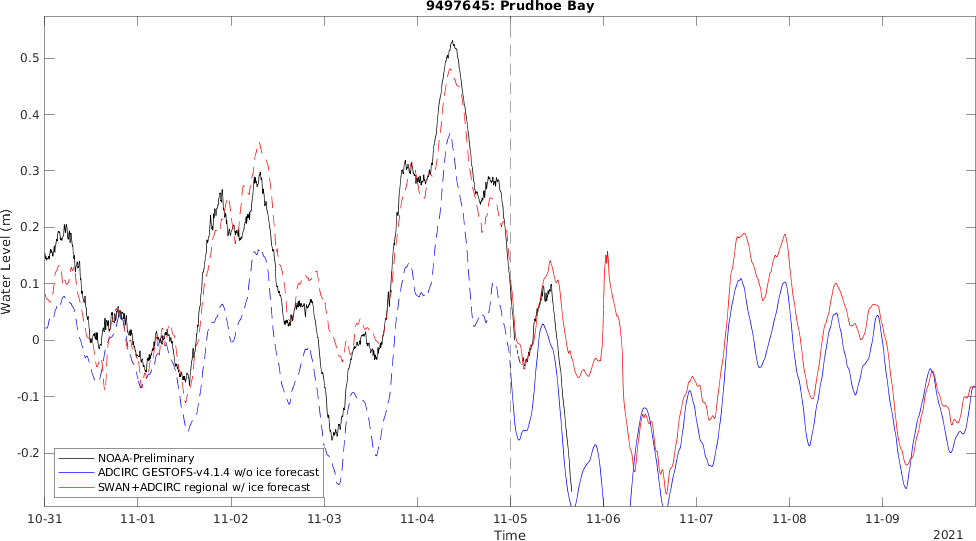 9497645: Prudhoe Bay
Water Level (m)
0.5
0.4
0.3
0.2
0.1
0
-0.1
-0.2
NOAA-Preliminary
ADCIRC GESTOFS-v4.1.4 w/o ice forecast
SWAN+ADCIRC regional w/ ice forecast
10-31 11-01 11-02 11-03 11-04 11-05 11-06 11-07 11-08 11-09
Time
2021